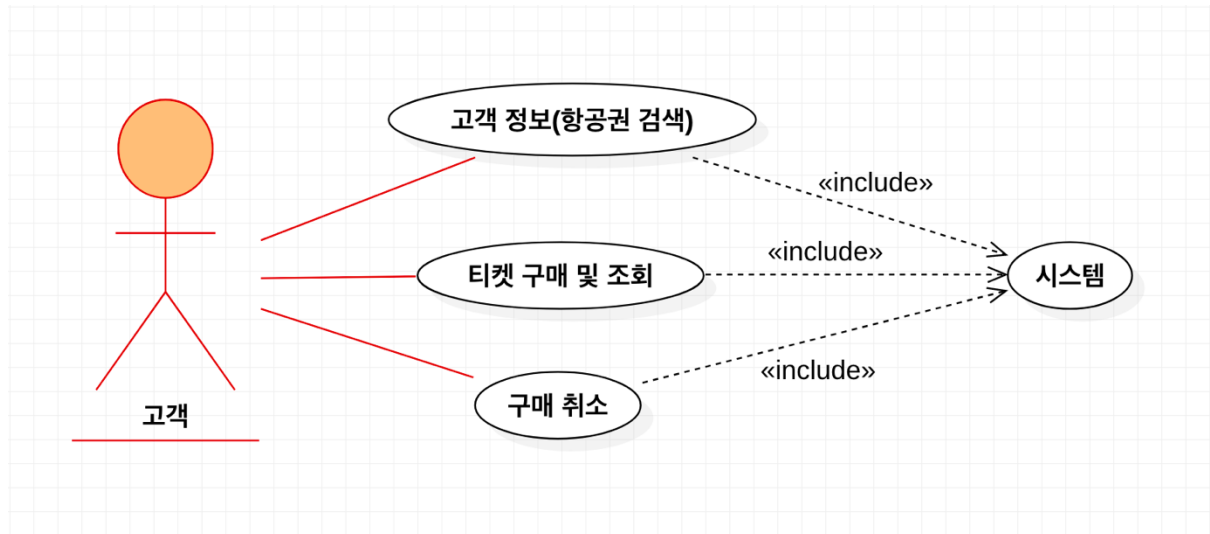 고객 정보(항공권 검색)
«include»
«include»
티켓 구매 및 조회
시스템
«include»
구매 취소
고객